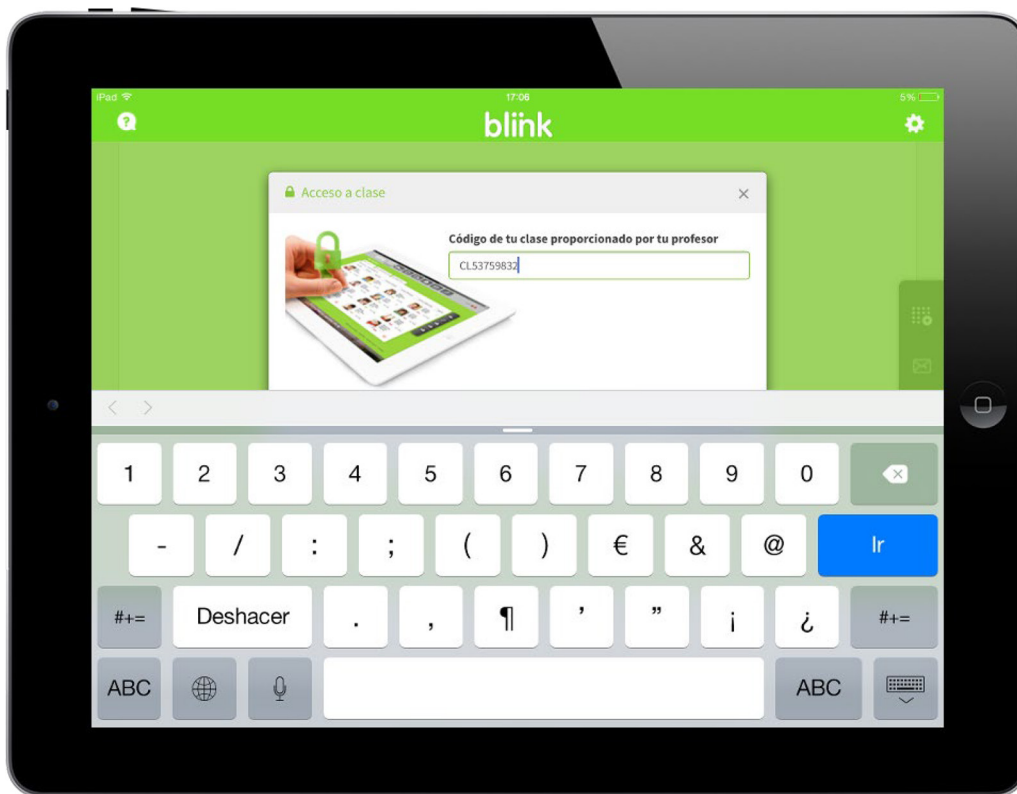 iPad 17:06 5%
blink
Acceso a clase
Código de tu clase proporcionado por tu profesor
CL53759832
1 2 3 4 5 6 7 8 9 0
- / : ; ( ) € & @ Ir
#+= Deshacer . , ¶ ’ ” ¡ ¿ #+=
ABC ABC